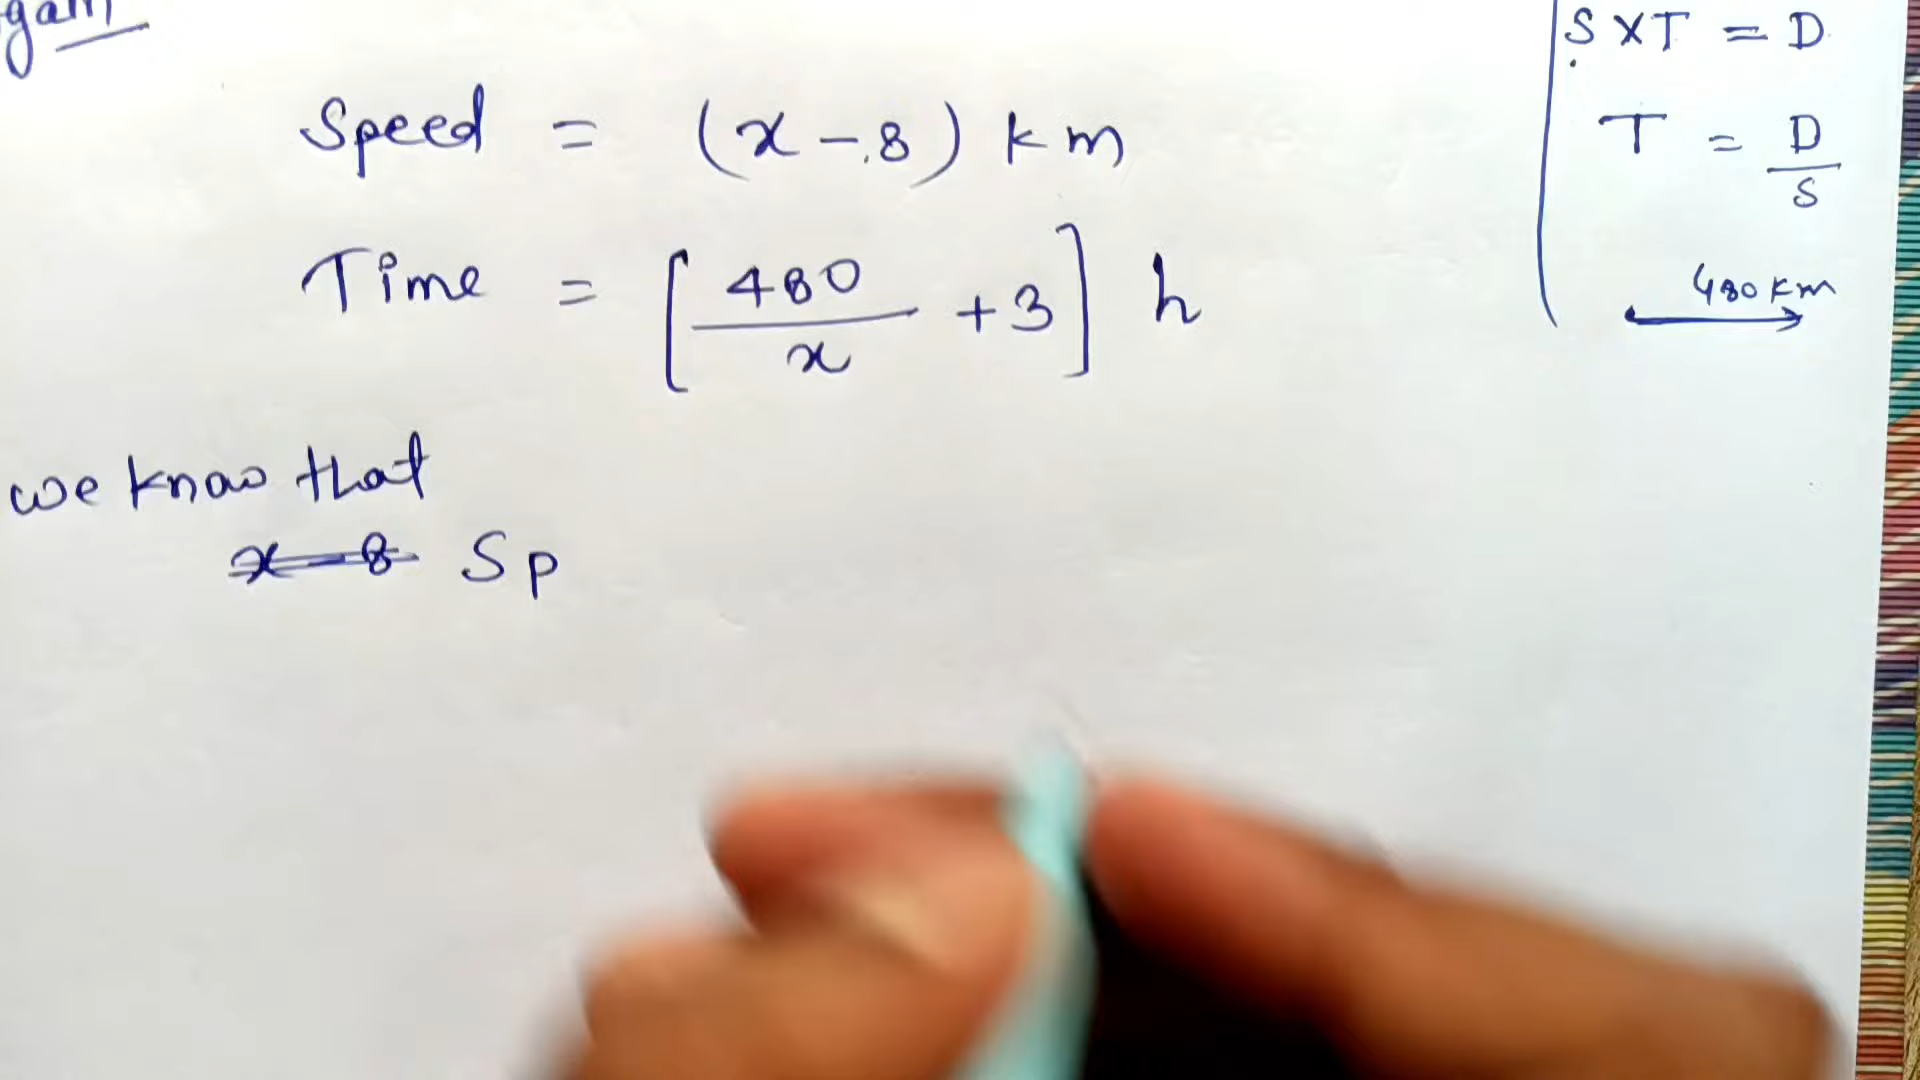 gain
Speed = (x - 8) km
Time = [480/x + 3] h
we know that
x - 8 Sp
S X T = D
T = D/S
480 km